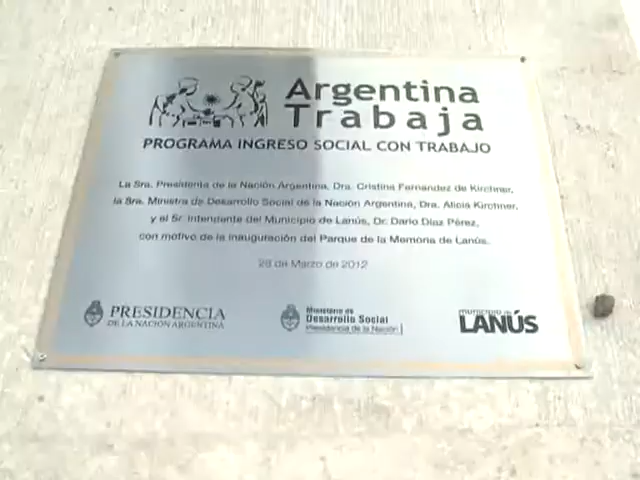 Argentina
Trabaja
PROGRAMA INGRESO SOCIAL CON TRABAJO
La Sra. Presidenta de la Nación Argentina, Dra. Cristina Fernández de Kirchner,
la Sra. Ministra de Desarrollo Social de la Nación Argentina, Dra. Alicia Kirchner,
y el Sr. Intendente del Municipio de Lanús, Dr. Darío Díaz Pérez,
con motivo de la inauguración del Parque de la Memoria de Lanús.
28 de Marzo de 2012
PRESIDENCIA
DE LA NACIÓN ARGENTINA
Ministerio de
Desarrollo Social
Presidencia de la Nación
municipio de
LANÚS